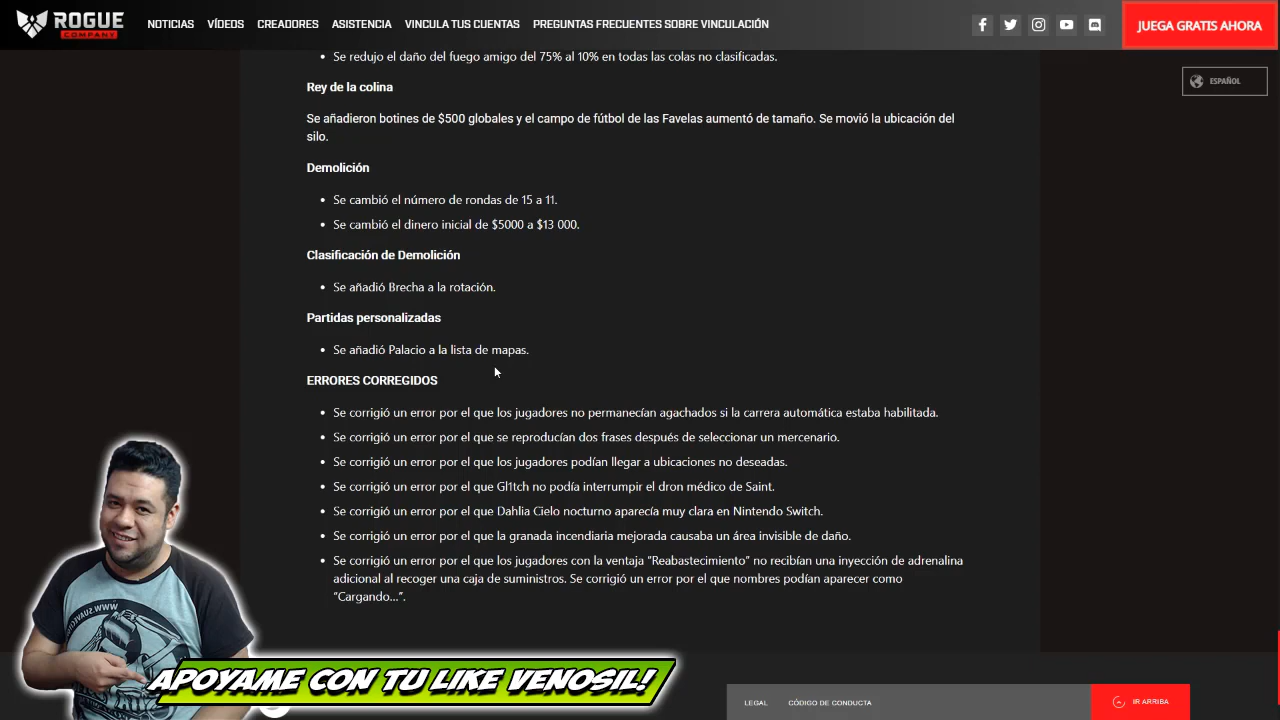 ROGUE COMPANY
NOTICIAS VÍDEOS CREADORES ASISTENCIA VINCULA TUS CUENTAS PREGUNTAS FRECUENTES SOBRE VINCULACIÓN
JUEGA GRATIS AHORA
ESPAÑOL
• Se redujo el daño del fuego amigo del 75% al 10% en todas las colas no clasificadas.
Rey de la colina
Se añadieron botines de $500 globales y el campo de fútbol de las Favelas aumentó de tamaño. Se movió la ubicación del
silo.
Demolición
• Se cambió el número de rondas de 15 a 11.
• Se cambió el dinero inicial de $5000 a $13 000.
Clasificación de Demolición
• Se añadió Brecha a la rotación.
Partidas personalizadas
• Se añadió Palacio a la lista de mapas.
ERRORES CORREGIDOS
• Se corrigió un error por el que los jugadores no permanecían agachados si la carrera automática estaba habilitada.
• Se corrigió un error por el que se reproducían dos frases después de seleccionar un mercenario.
• Se corrigió un error por el que los jugadores podían llegar a ubicaciones no deseadas.
• Se corrigió un error por el que Gl1tch no podía interrumpir el dron médico de Saint.
• Se corrigió un error por el que Dahlia Cielo nocturno aparecía muy clara en Nintendo Switch.
• Se corrigió un error por el que la granada incendiaria mejorada causaba un área invisible de daño.
• Se corrigió un error por el que los jugadores con la ventaja “Reabastecimiento” no recibían una inyección de adrenalina
adicional al recoger una caja de suministros. Se corrigió un error por el que nombres podían aparecer como
“Cargando...”.
APOYAME CON TU LIKE VENOSIL!
LEGAL CÓDIGO DE CONDUCTA
IR ARRIBA